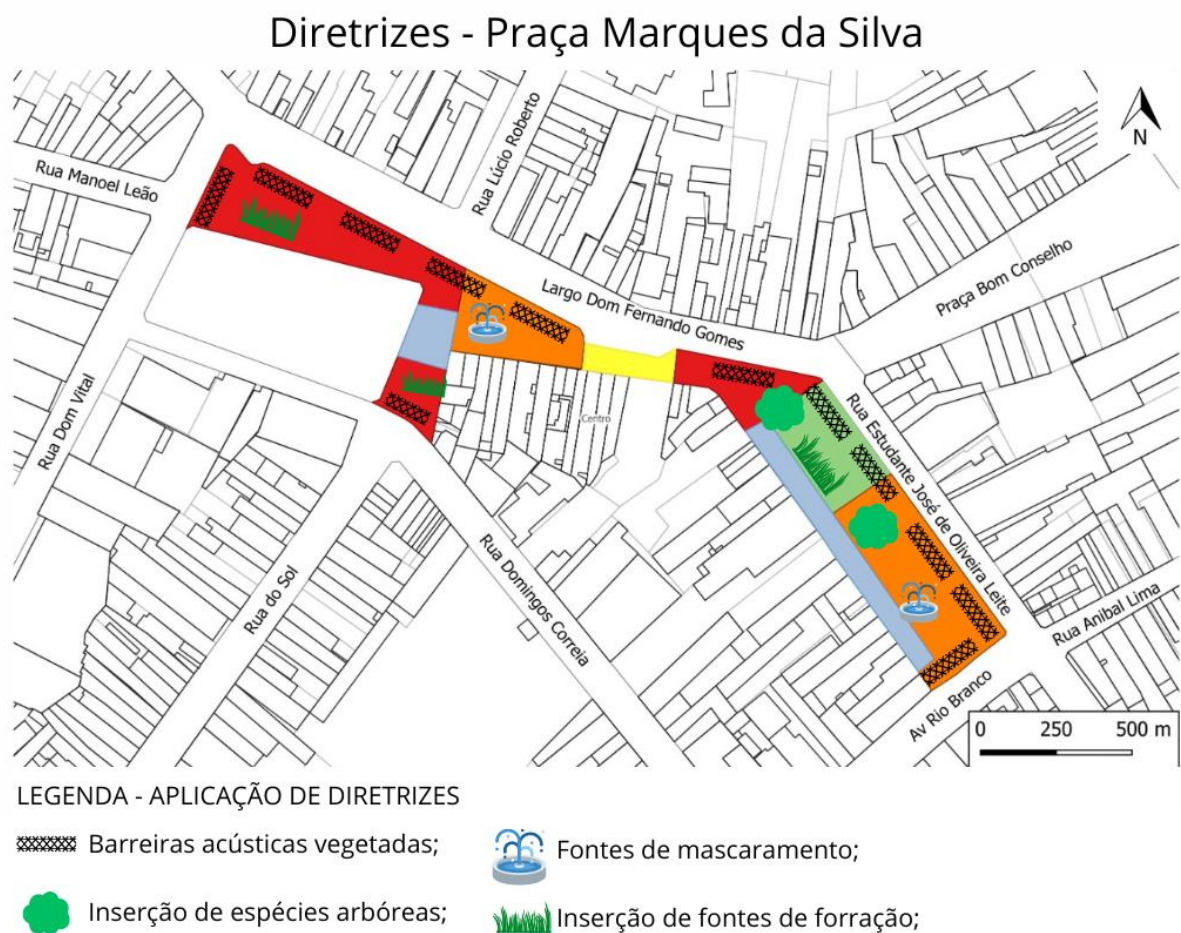 Diretrizes - Praça Marques da Silva
N
Rua Manoel Leão
Rua Lúcio Roberto
Praça Bom Conselho
Largo Dom Fernando Gomes
Rua Dom Vital
Centro
Rua Estudante José de Oliveira Leite
Rua do Sol
Rua Domingos Correia
Rua Anibal Lima
Av Rio Branco
0 250 500 m
LEGENDA - APLICAÇÃO DE DIRETRIZES
Barreiras acústicas vegetadas;
Fontes de mascaramento;
Inserção de espécies arbóreas;
Inserção de fontes de forração;